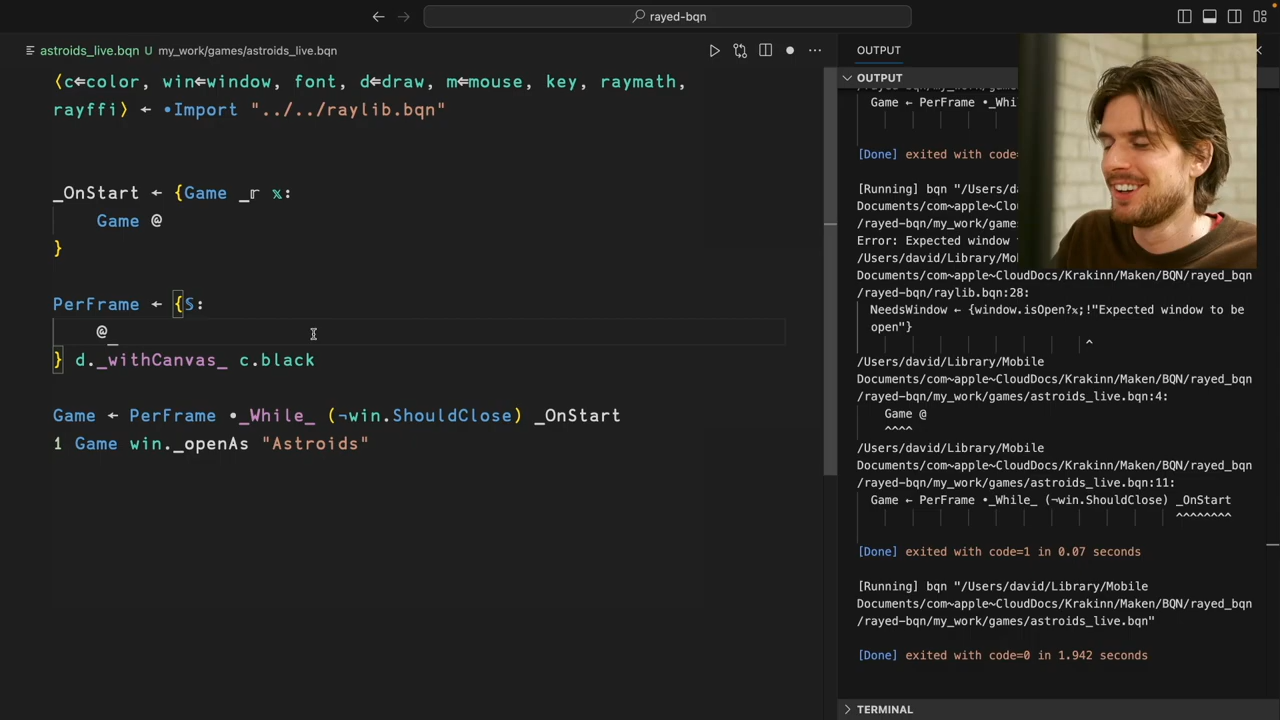 rayed-bqn
astroids_live.bqn U my_work/games/astroids_live.bqn
⟨c⇐color, win⇐window, font, d⇐draw, m⇐mouse, key, raymath,
rayffi⟩ ← •Import "../../raylib.bqn"
_OnStart ← {Game _𝕣 𝕩:
Game @
}
PerFrame ← {𝕊:
@
} d._withCanvas_ c.black
Game ← PerFrame •_While_ (¬win.ShouldClose) _OnStart
1 Game win._openAs "Astroids"
OUTPUT
OUTPUT
Game ← PerFrame •_Whi
[Done] exited with code=
[Running] bqn "/Users/da
Documents/com~apple~Clou
/rayed-bqn/my_work/games
Error: Expected window
/Users/david/Library/Mob
Documents/com~apple~CloudDocs/Krakinn/Maken/BQN/rayed_bqn
/rayed-bqn/raylib.bqn:28:
NeedsWindow ← {window.isOpen?𝕩;!"Expected window to be
open"}
^
/Users/david/Library/Mobile
Documents/com~apple~CloudDocs/Krakinn/Maken/BQN/rayed_bqn
/rayed-bqn/my_work/games/astroids_live.bqn:4:
Game @
^^^^
/Users/david/Library/Mobile
Documents/com~apple~CloudDocs/Krakinn/Maken/BQN/rayed_bqn
/rayed-bqn/my_work/games/astroids_live.bqn:11:
Game ← PerFrame •_While_ (¬win.ShouldClose) _OnStart
^^^^^^^^
[Done] exited with code=1 in 0.07 seconds
[Running] bqn "/Users/david/Library/Mobile
Documents/com~apple~CloudDocs/Krakinn/Maken/BQN/rayed_bqn
/rayed-bqn/my_work/games/astroids_live.bqn"
[Done] exited with code=0 in 1.942 seconds
TERMINAL